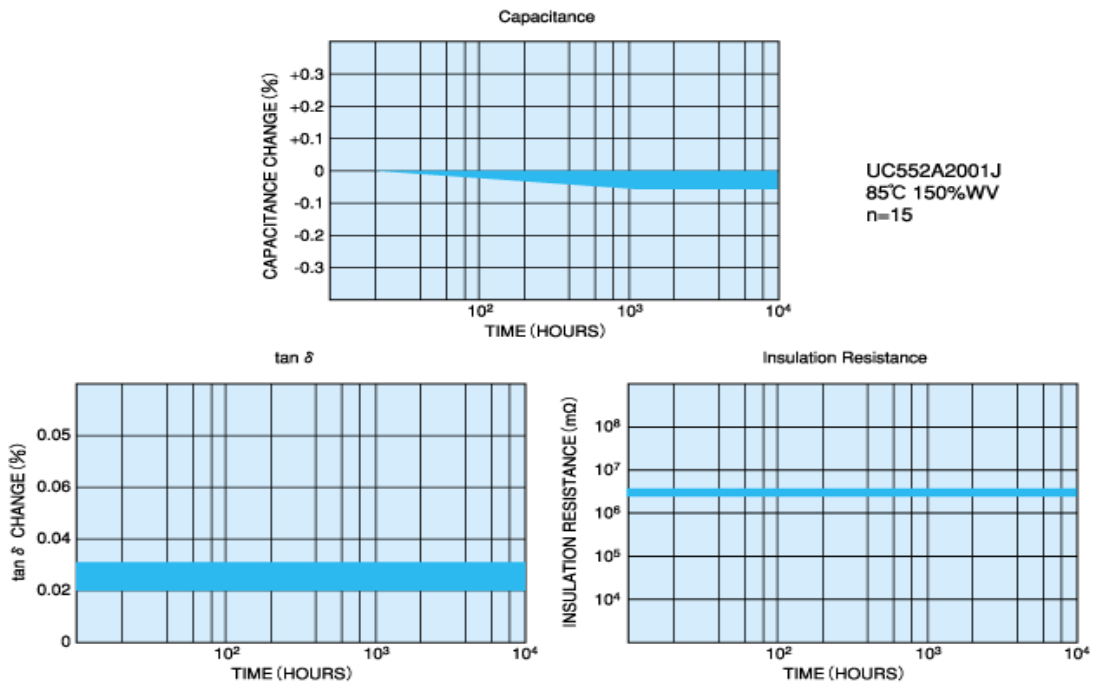 Capacitance
CAPACITANCE CHANGE (%)
+0.3
+0.2
+0.1
0
-0.1
-0.2
-0.3
10² 10³ 10⁴
TIME (HOURS)
UC552A2001J
85℃ 150%WV
n=15
tan δ
tan δ CHANGE (%)
0.05
0.06
0.04
0.02
0
10² 10³ 10⁴
TIME (HOURS)
Insulation Resistance
INSULATION RESISTANCE (mΩ)
10⁸
10⁷
10⁶
10⁵
10⁴
10² 10³ 10⁴
TIME (HOURS)